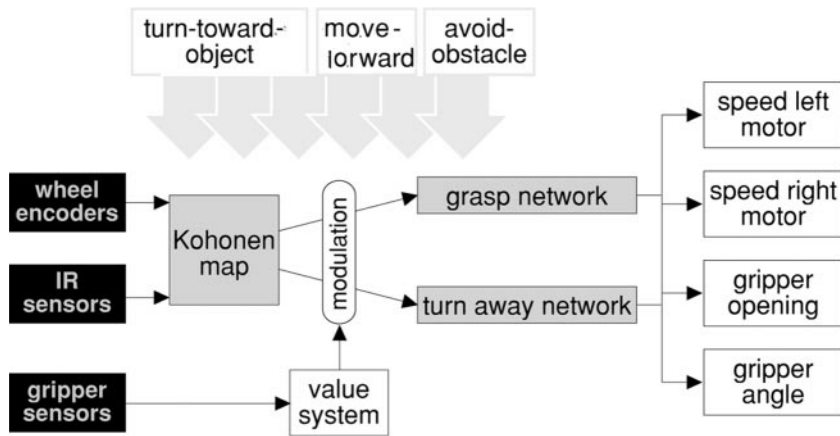 turn-toward-
object
move-
forward
avoid-
obstacle
speed left
motor
wheel
encoders
Kohonen
map
modulation
grasp network
speed right
motor
IR
sensors
turn away network
gripper
opening
gripper
sensors
value
system
gripper
angle